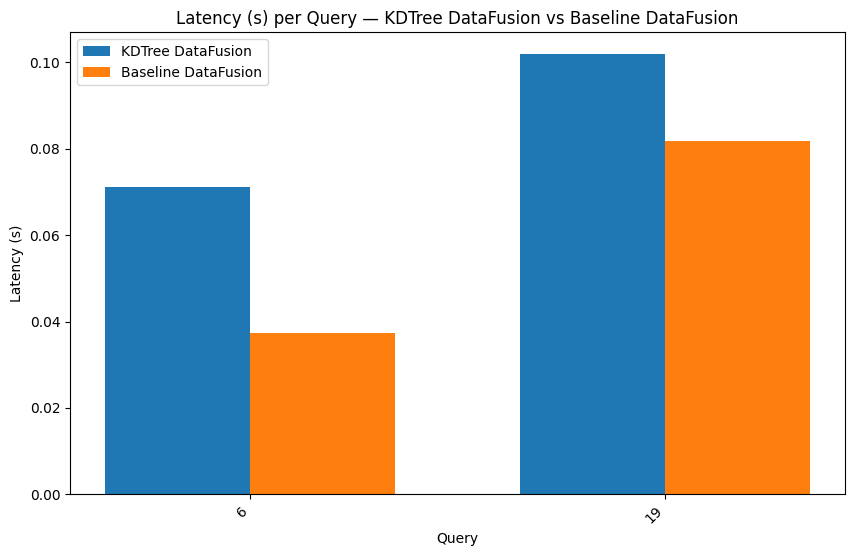 Latency (s) per Query — KDTree DataFusion vs Baseline DataFusion
KDTree DataFusion
Baseline DataFusion
0.10
0.08
0.06
0.04
0.02
0.00
Latency (s)
6
19
Query